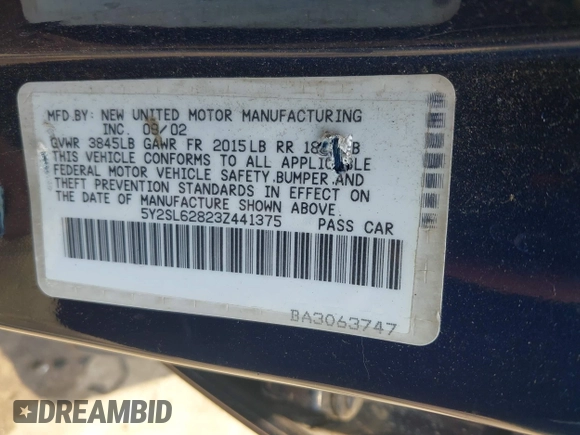 MFD.BY: NEW UNITED MOTOR MANUFACTURING
INC. 09/02
GVWR 3845LB GAWR FR 2015LB RR
THIS VEHICLE CONFORMS TO ALL APPLICABLE
FEDERAL MOTOR VEHICLE SAFETY.BUMPER.AND
THEFT PREVENTION STANDARDS IN EFFECT ON
THE DATE OF MANUFACTURE SHOWN ABOVE.
5Y2SL62823Z441375 PASS CAR
BA3063747
DREAMBID